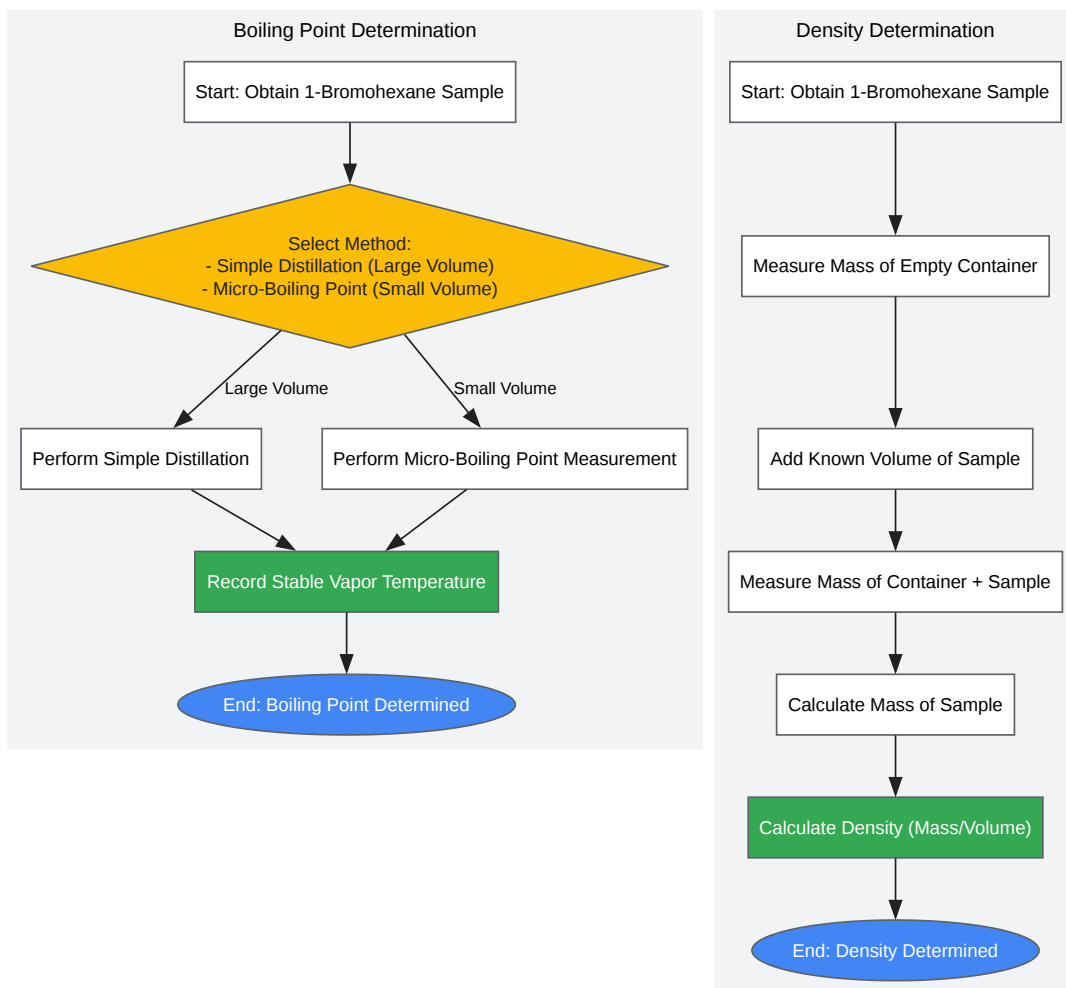 Boiling Point Determination
Start: Obtain 1-Bromohexane Sample
Select Method:
- Simple Distillation (Large Volume)
- Micro-Boiling Point (Small Volume)
Large Volume
Small Volume
Perform Simple Distillation
Perform Micro-Boiling Point Measurement
Record Stable Vapor Temperature
End: Boiling Point Determined
Density Determination
Start: Obtain 1-Bromohexane Sample
Measure Mass of Empty Container
Add Known Volume of Sample
Measure Mass of Container + Sample
Calculate Mass of Sample
Calculate Density (Mass/Volume)
End: Density Determined